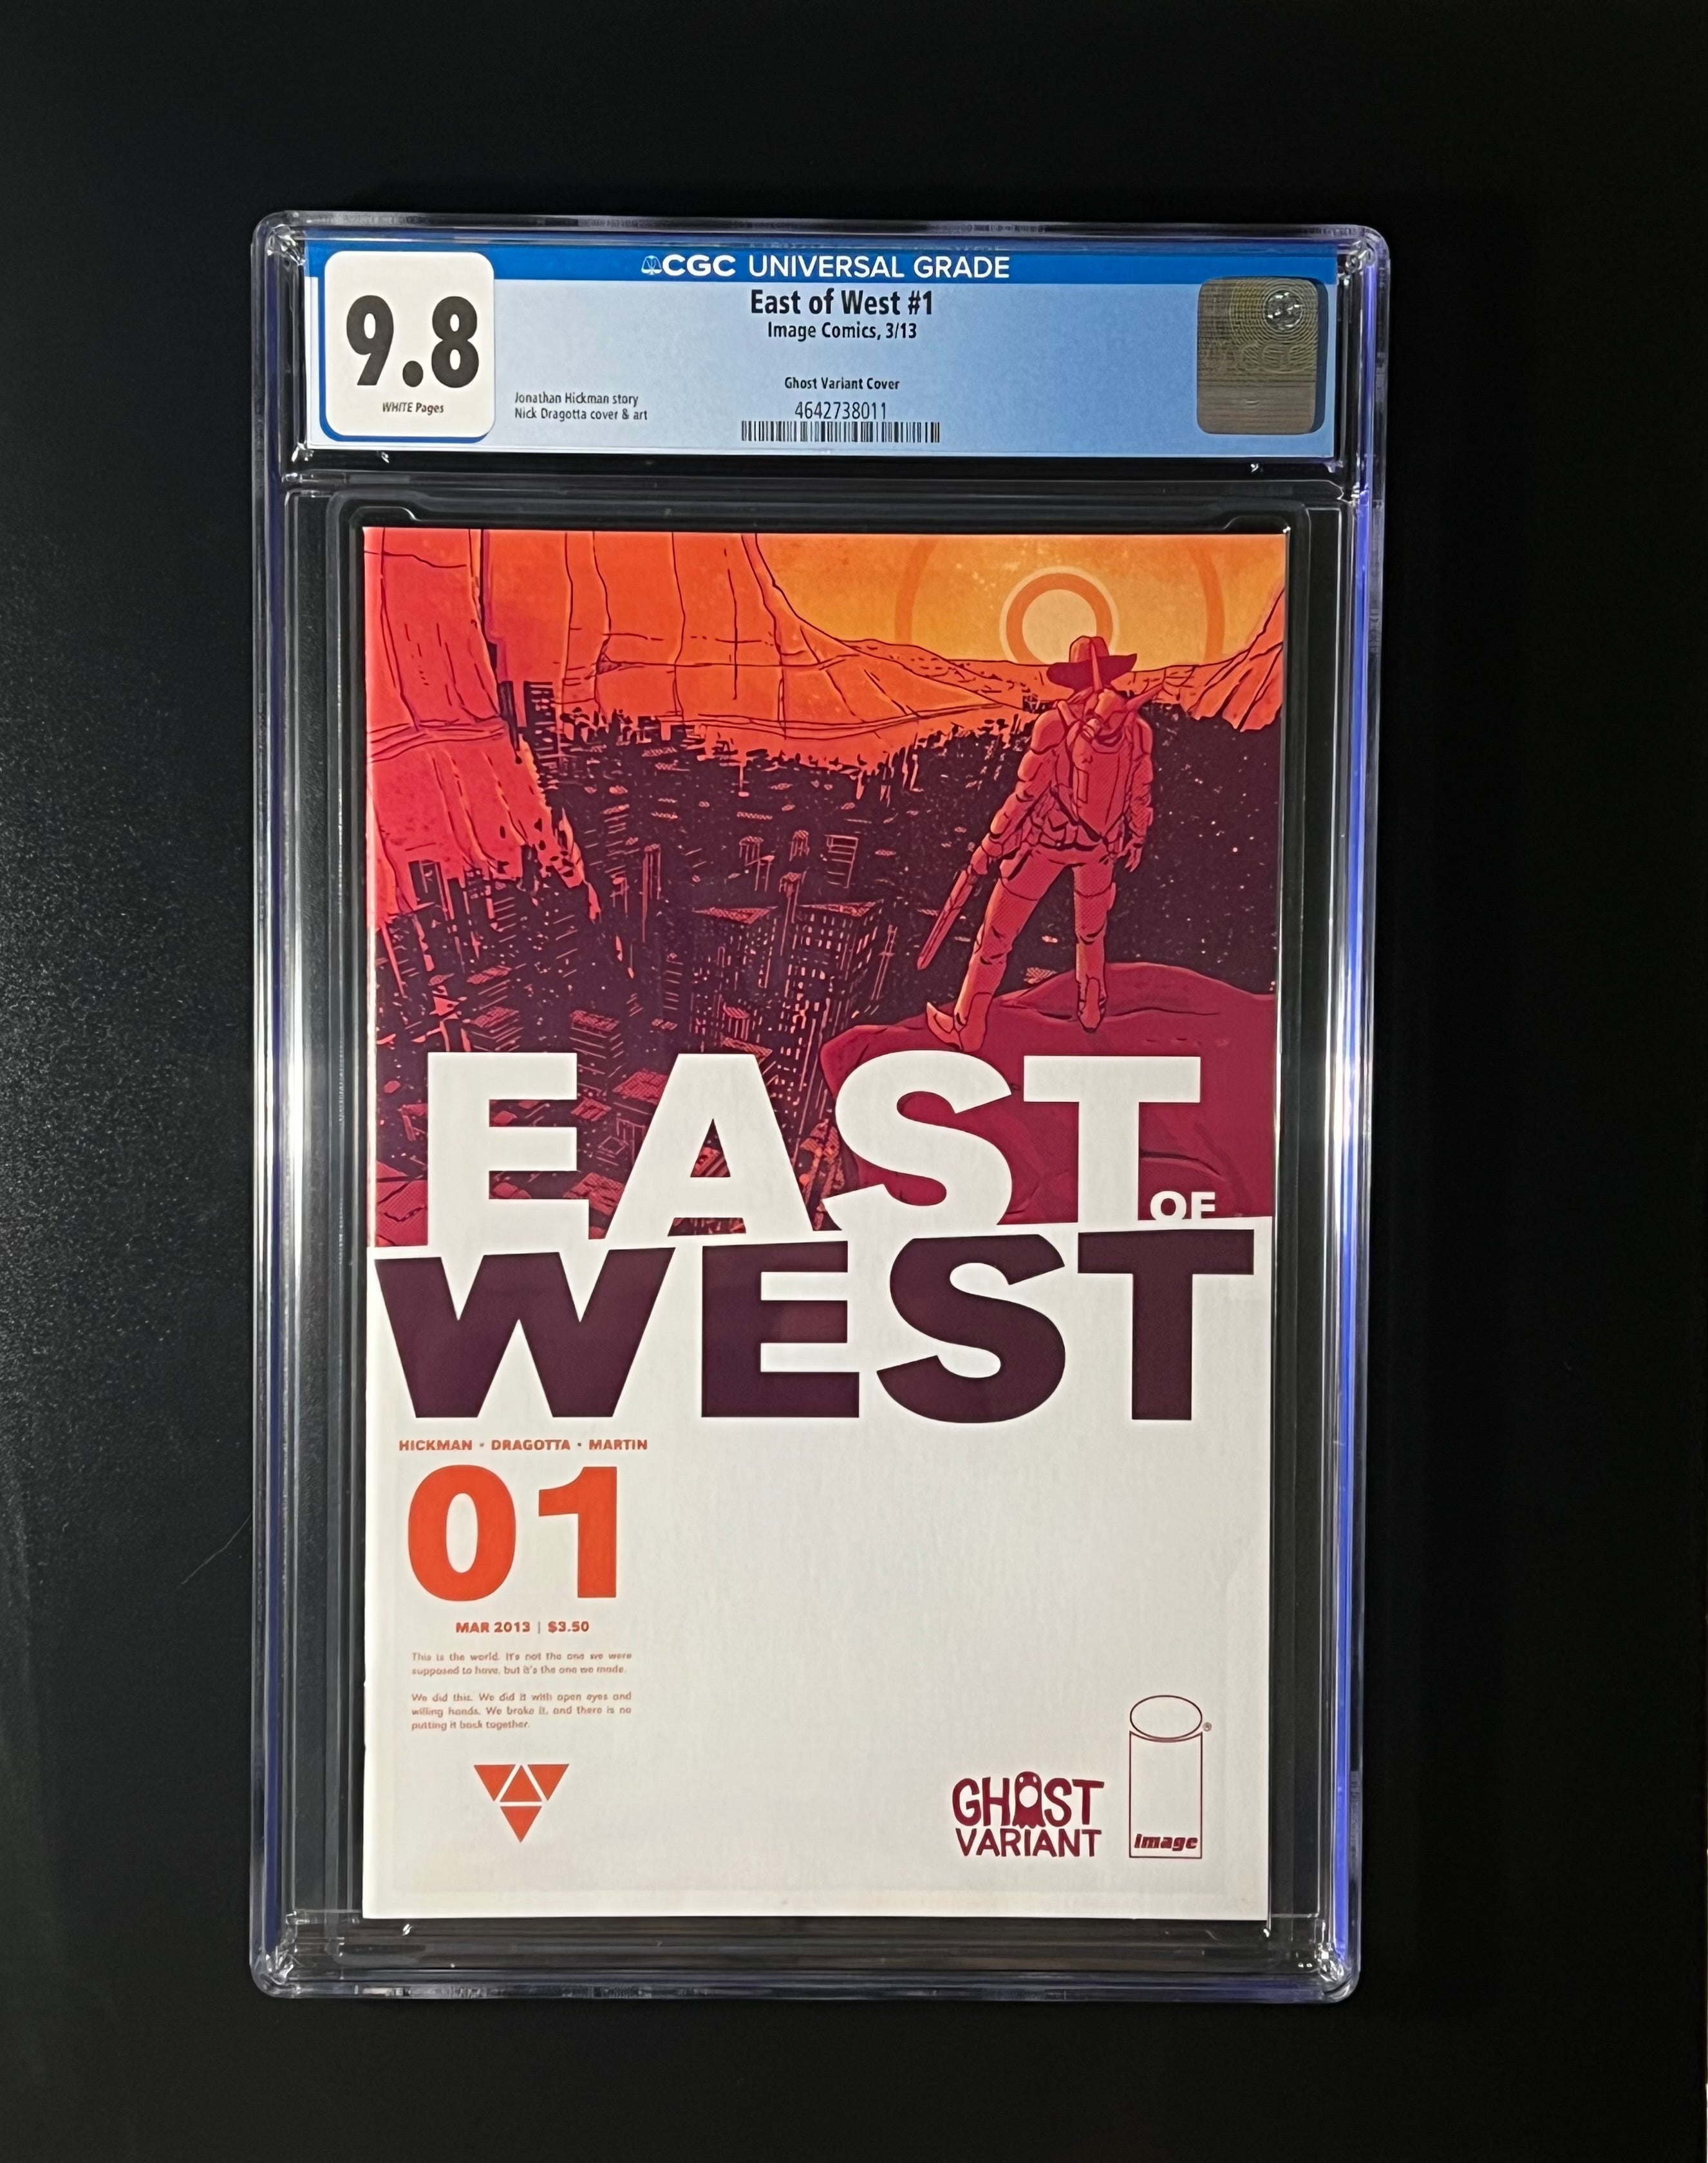 CGC UNIVERSAL GRADE
9.8
WHITE Pages
East of West #1
Image Comics, 3/13
Ghost Variant Cover
Jonathan Hickman story
Nick Dragotta cover & art
4642738011
CGC
EAST
OF
WEST
HICKMAN • DRAGOTTA • MARTIN
01
MAR 2013 | $3.50
This is the world. It's not the one we were
supposed to have, but it's the one we made.
We did this. We did it with open eyes and
willing hands. We broke it, and there is no
putting it back together.
GHOST
VARIANT
image
®